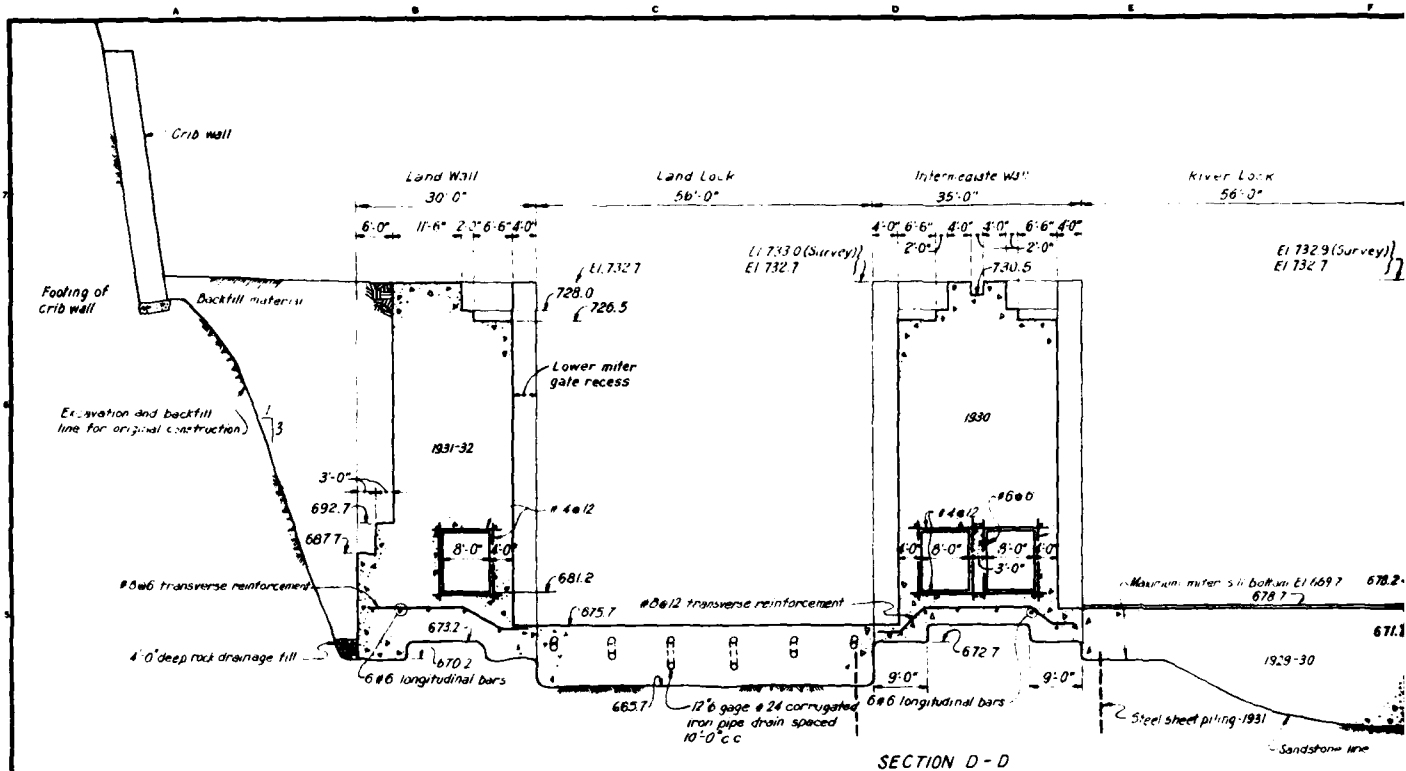 A B C D E F
7
6
5
Crib wall
Land Wall
30'-0"
Land Lock
56'-0"
Intermediate Wall
35'-0"
River Lock
56'-0"
6'-0" 11'-6" 2'-0" 6'-6" 4'-0"
4'-0" 6'-6" 4'-0" 4'-0" 6'-6" 4'-0"
2'-0" 2'-0"
El 733.0 (Survey)
El 732.7
El 732.9 (Survey)
El 732.7
El. 732.7
730.5
728.0
726.5
Footing of
Crib wall
Backfill material
Lower miter
gate recess
Excavation and backfill
line for original construction
1
3
1931-32
1930
3'-0"
692.7
687.7
#4@12
#6@6
#4@12
8'-0" 4'-0"
4'-0" 8'-0" 8'-0" 4'-0"
3'-0"
681.2
#8@6 transverse reinforcement
675.7
#8@12 transverse reinforcement
Maximum miter sill bottom El 669.7
678.2
678.7
673.2
671.
4'-0" deep rock drainage fill
670.2
672.7
1929-30
6#6 longitudinal bars
665.7
12" 6 gage #24 corrugated
iron pipe drain spaced
10'-0" c c
9'-0" 9'-0"
6#6 longitudinal bars
Steel sheet piling-1931
Sandstone line
SECTION D-D